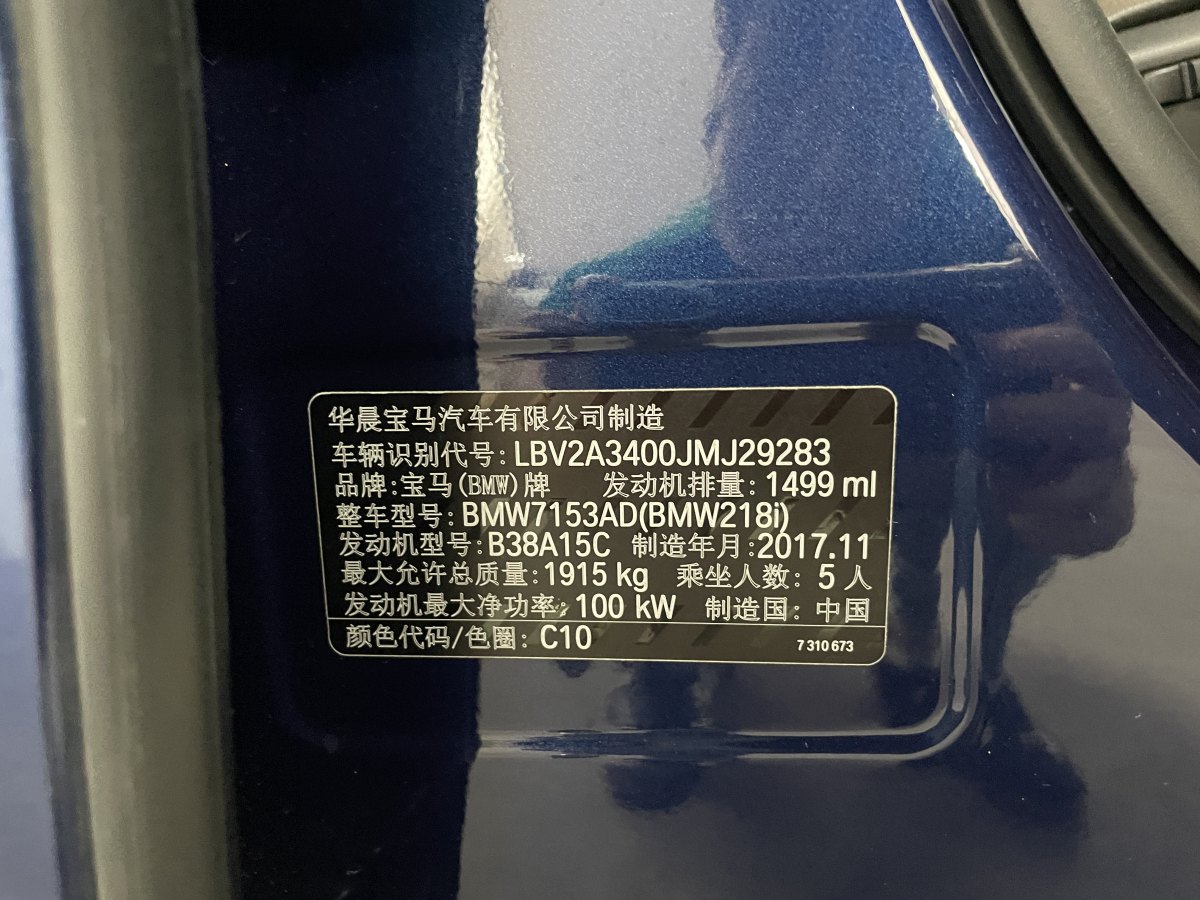 华晨宝马汽车有限公司制造
车辆识别代号: LBV2A3400JMJ29283
品牌:宝马(BMW)牌 发动机排量: 1499 ml
整车型号: BMW7153AD(BMW218i)
发动机型号: B38A15C 制造年月:2017.11
最大允许总质量:1915 kg 乘坐人数: 5 人
发动机最大净功率: 100 kW 制造国: 中国
颜色代码/色圈: C10 7 310 673